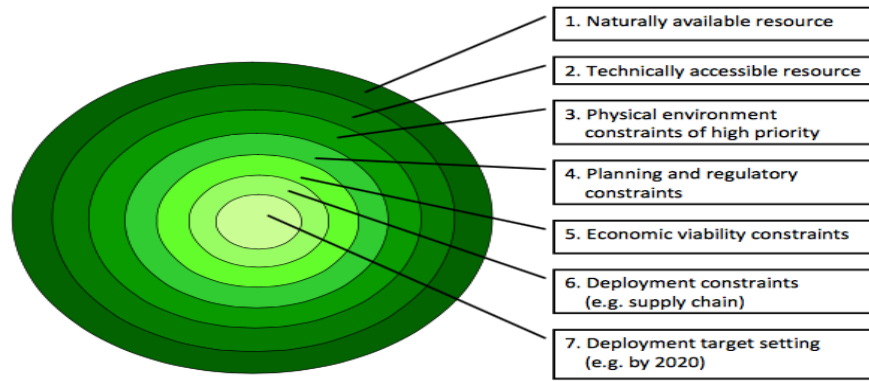 1. Naturally available resource
2. Technically accessible resource
3. Physical environment
constraints of high priority
4. Planning and regulatory
constraints
5. Economic viability constraints
6. Deployment constraints
(e.g. supply chain)
7. Deployment target setting
(e.g. by 2020)